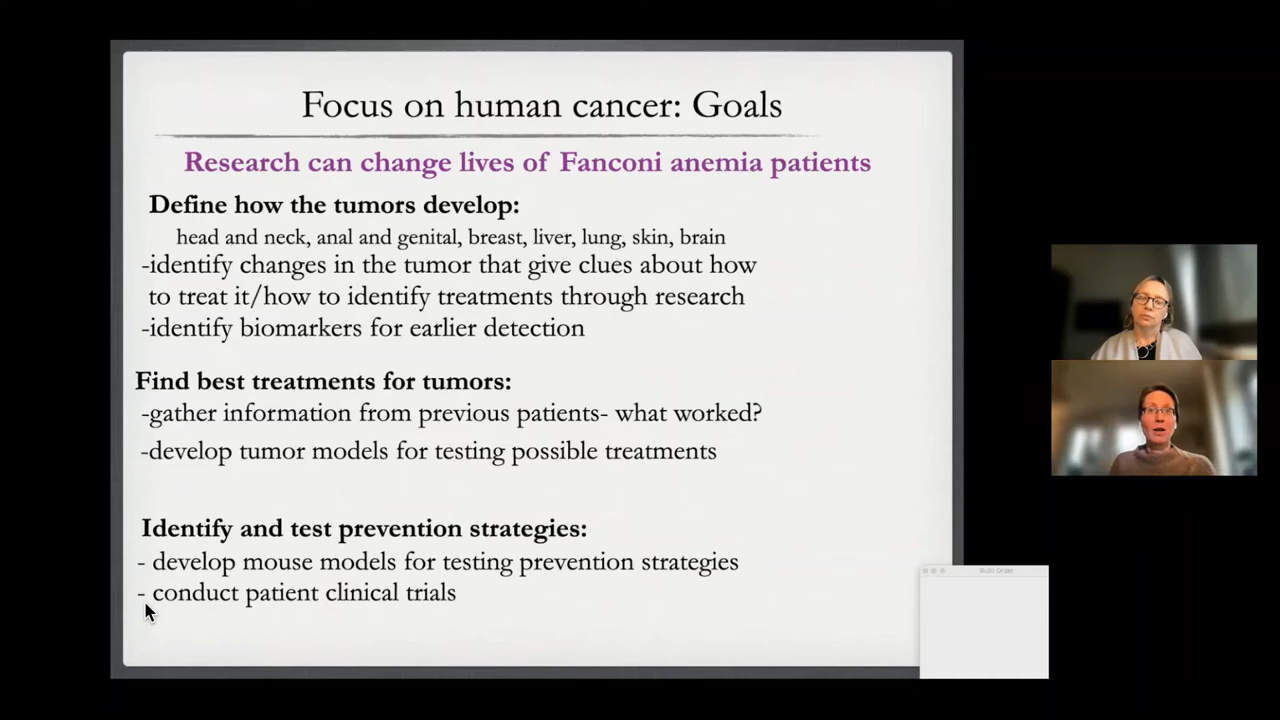 Focus on human cancer: Goals
Research can change lives of Fanconi anemia patients
Define how the tumors develop:
head and neck, anal and genital, breast, liver, lung, skin, brain
-identify changes in the tumor that give clues about how
to treat it/how to identify treatments through research
-identify biomarkers for earlier detection
Find best treatments for tumors:
-gather information from previous patients- what worked?
-develop tumor models for testing possible treatments
Identify and test prevention strategies:
- develop mouse models for testing prevention strategies
- conduct patient clinical trials
Build Order